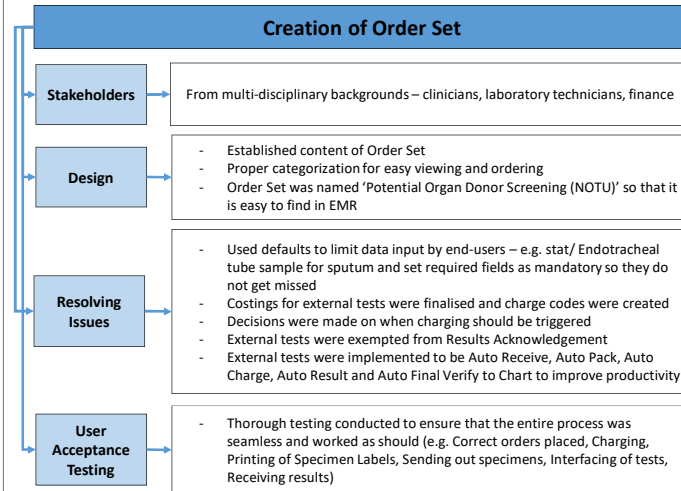 Creation of Order Set
Stakeholders
From multi-disciplinary backgrounds – clinicians, laboratory technicians, finance
Design
- Established content of Order Set
- Proper categorization for easy viewing and ordering
- Order Set was named ‘Potential Organ Donor Screening (NOTU)’ so that it
is easy to find in EMR
Resolving
Issues
- Used defaults to limit data input by end-users – e.g. stat/ Endotracheal
tube sample for sputum and set required fields as mandatory so they do
not get missed
- Costings for external tests were finalised and charge codes were created
- Decisions were made on when charging should be triggered
- External tests were exempted from Results Acknowledgement
- External tests were implemented to be Auto Receive, Auto Pack, Auto
Charge, Auto Result and Auto Final Verify to Chart to improve productivity
User
Acceptance
Testing
- Thorough testing conducted to ensure that the entire process was
seamless and worked as should (e.g. Correct orders placed, Charging,
Printing of Specimen Labels, Sending out specimens, Interfacing of tests,
Receiving results)